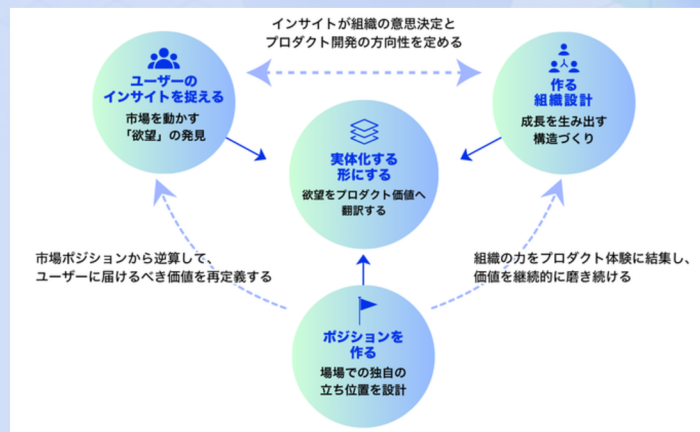 インサイトが組織の意思決定と
プロダクト開発の方向性を定める
ユーザーの
インサイトを捉える
市場を動かす
「欲望」の発見
作る
組織設計
成長を生み出す
構造づくり
実体化する
形にする
欲望をプロダクト価値へ
翻訳する
市場ポジションから逆算して、
ユーザーに届けるべき価値を再定義する
組織の力をプロダクト体験に結集し、
価値を継続的に磨き続ける
ポジションを
作る
場場での独自の
立ち位置を設計